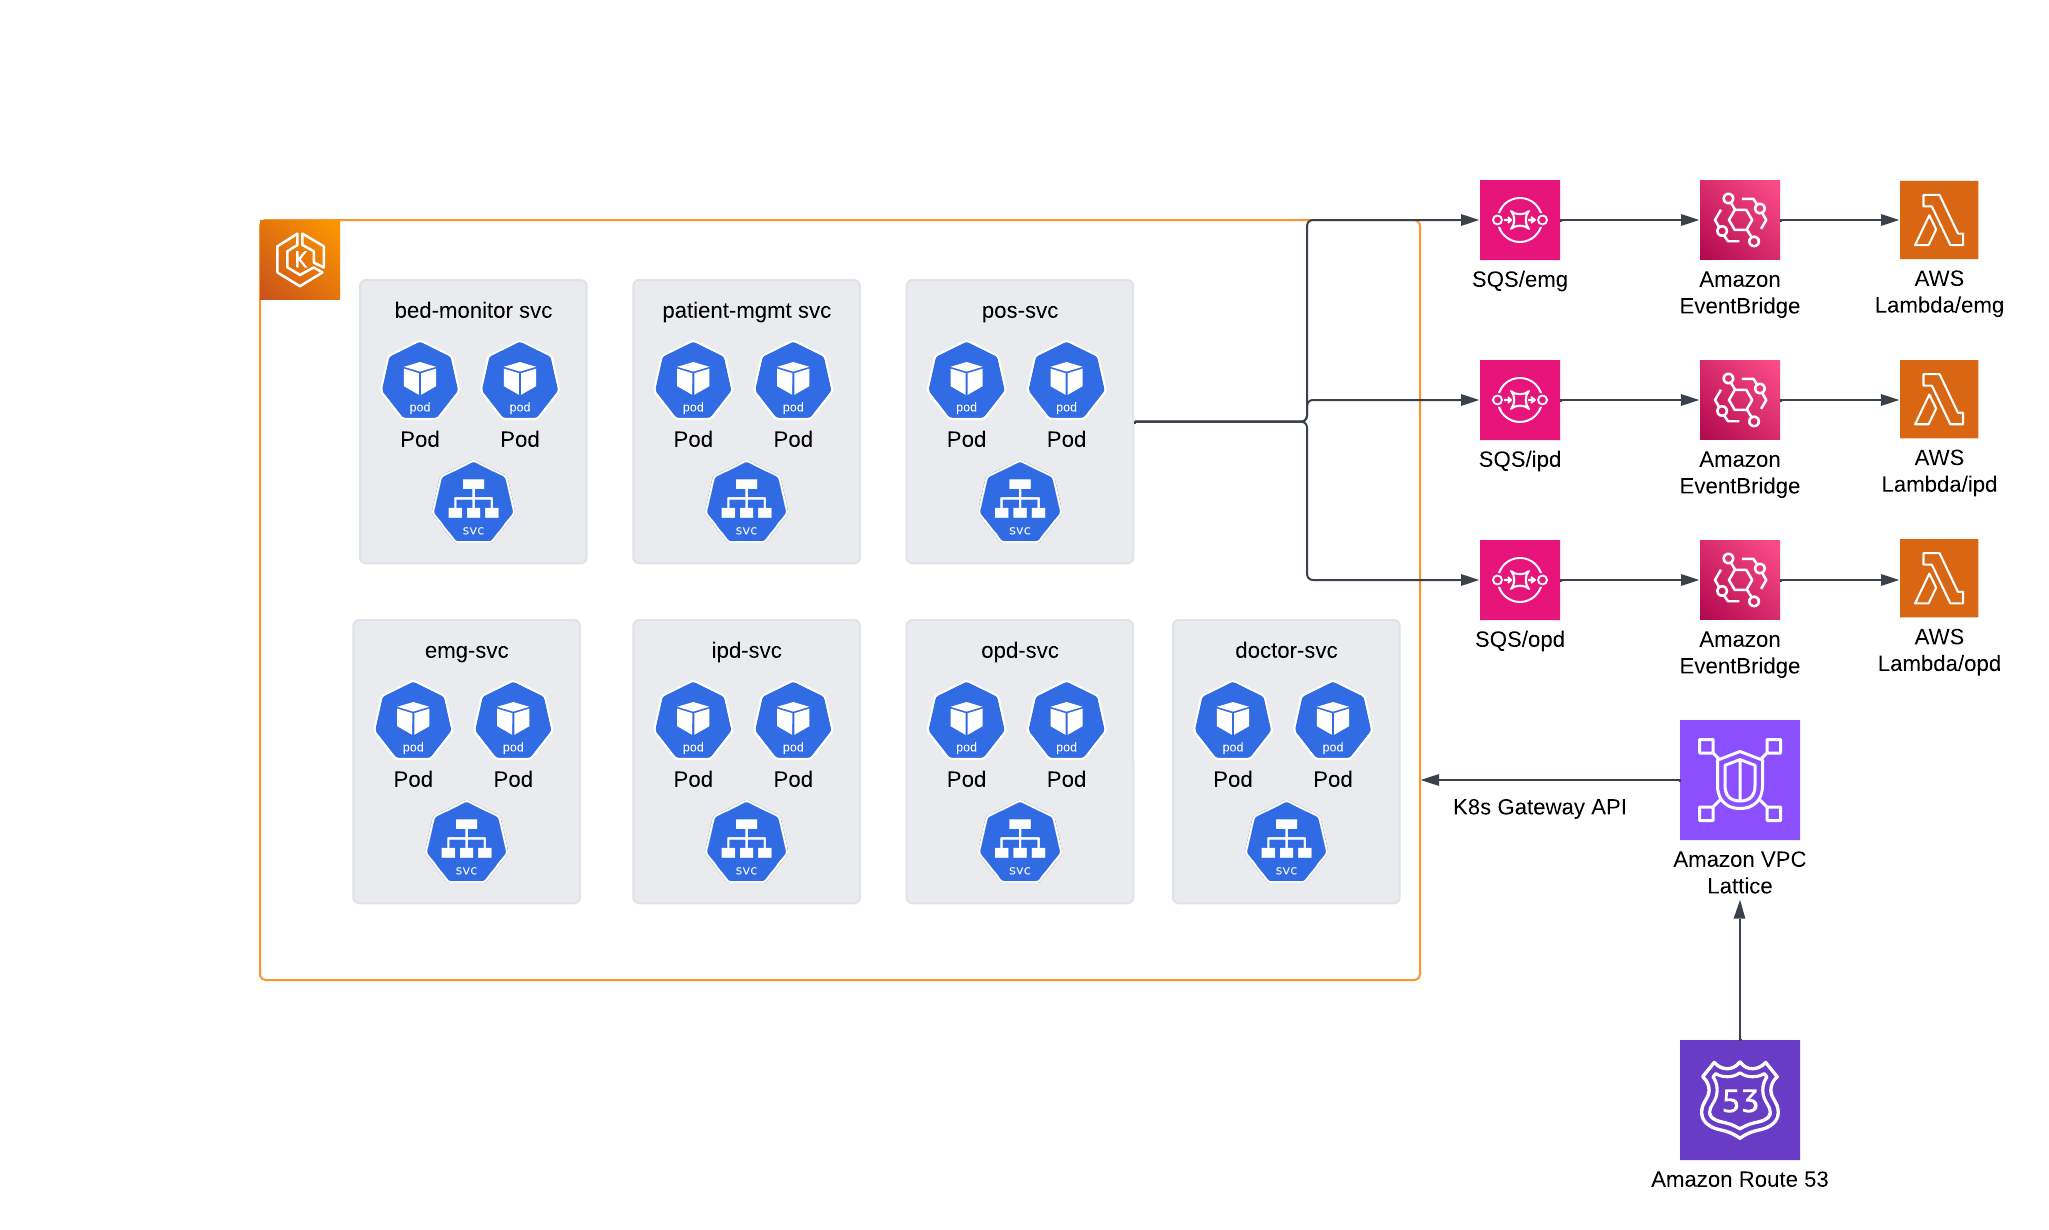 K
bed-monitor svc
pod
pod
Pod
Pod
svc
patient-mgmt svc
pod
pod
Pod
Pod
svc
pos-svc
pod
pod
Pod
Pod
svc
SQS/emg
Amazon
EventBridge
AWS
Lambda/emg
SQS/ipd
Amazon
EventBridge
AWS
Lambda/ipd
SQS/opd
Amazon
EventBridge
AWS
Lambda/opd
emg-svc
pod
pod
Pod
Pod
svc
ipd-svc
pod
pod
Pod
Pod
svc
opd-svc
pod
pod
Pod
Pod
svc
doctor-svc
pod
pod
Pod
Pod
svc
K8s Gateway API
Amazon VPC
Lattice
53
Amazon Route 53